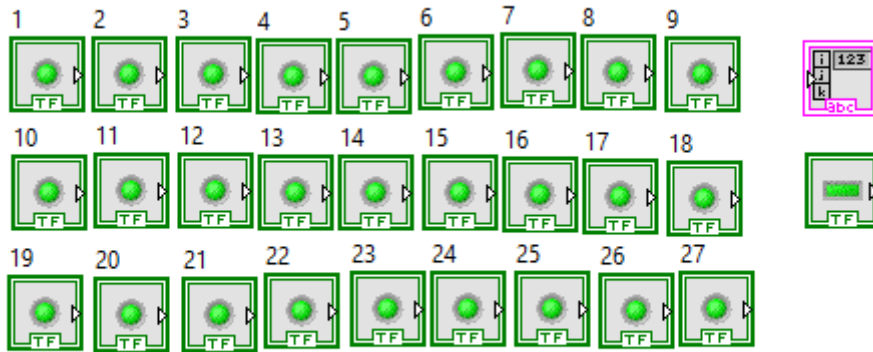 1 2 3 4 5 6 7 8 9
TF TF TF TF TF TF TF TF TF
i 123
j
k
abc
10 11 12 13 14 15 16 17 18
TF TF TF TF TF TF TF TF TF
TF
19 20 21 22 23 24 25 26 27
TF TF TF TF TF TF TF TF TF